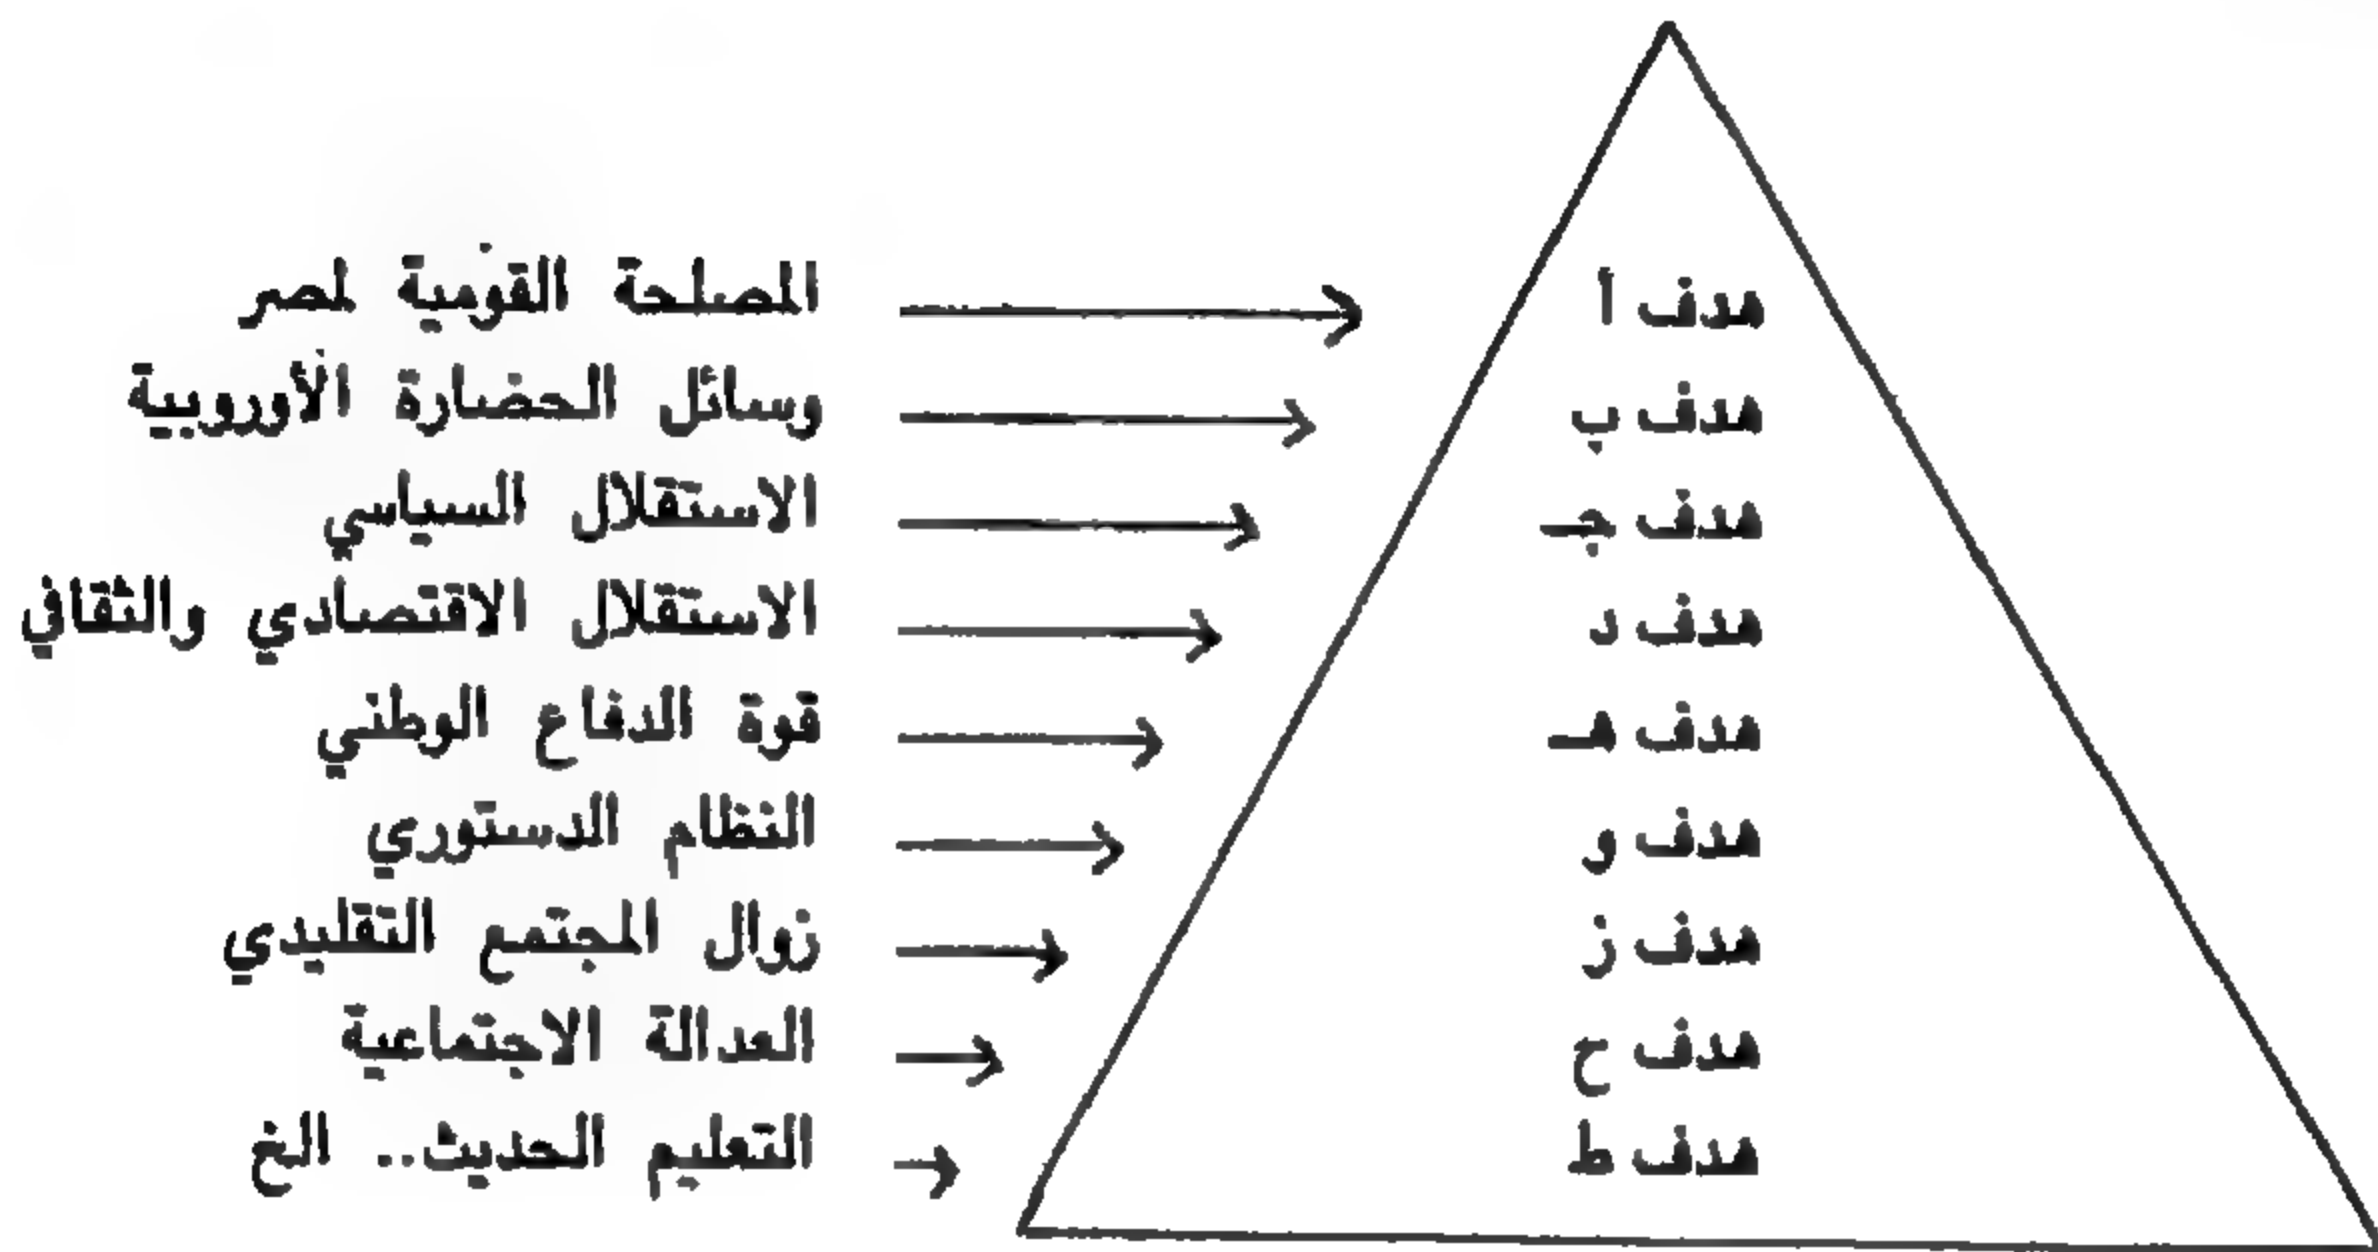 هدف أ المصلحة القومية لمصر
هدف ب وسائل الحضارة الأوروبية
هدف جـ الاستقلال السياسي
هدف د الاستقلال الاقتصادي والثقافي
هدف هـ قوة الدفاع الوطني
هدف و النظام الدستوري
هدف ز زوال المجتمع التقليدي
هدف ح العدالة الاجتماعية
هدف ط التعليم الحديث.. الخ